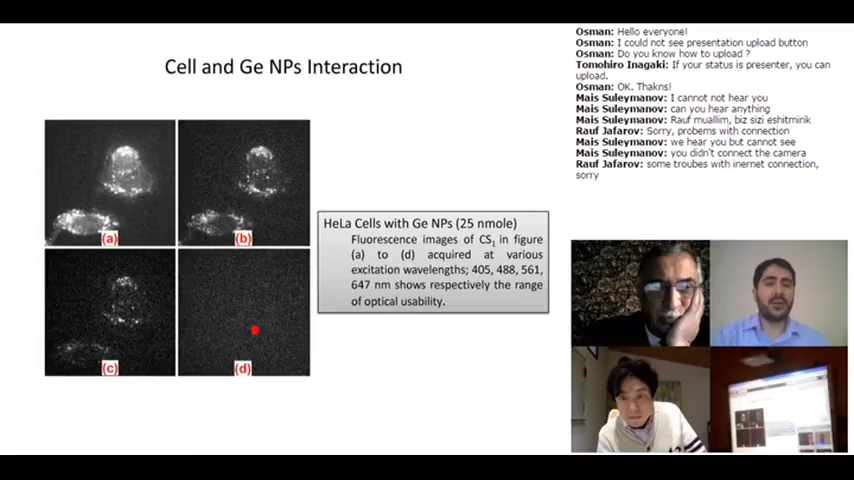 Cell and Ge NPs Interaction
(a)
(b)
(c)
(d)
HeLa Cells with Ge NPs (25 nmole)
Fluorescence images of CS1 in figure
(a) to (d) acquired at various
excitation wavelengths; 405, 488, 561,
647 nm shows respectively the range
of optical usability.
Osman: Hello everyone!
Osman: I could not see presentation upload button
Osman: Do you know how to upload ?
Tomohiro Inagaki: If your status is presenter, you can
upload.
Osman: OK. Thakns!
Mais Suleymanov: I cannot not hear you
Mais Suleymanov: can you hear anything
Mais Suleymanov: Rauf muallim, biz sizi eshitmirik
Rauf Jafarov: Sorry, probems with connection
Mais Suleymanov: we hear you but cannot see
Mais Suleymanov: you didn't connect the camera
Rauf Jafarov: some troubes with inernet connection,
sorry